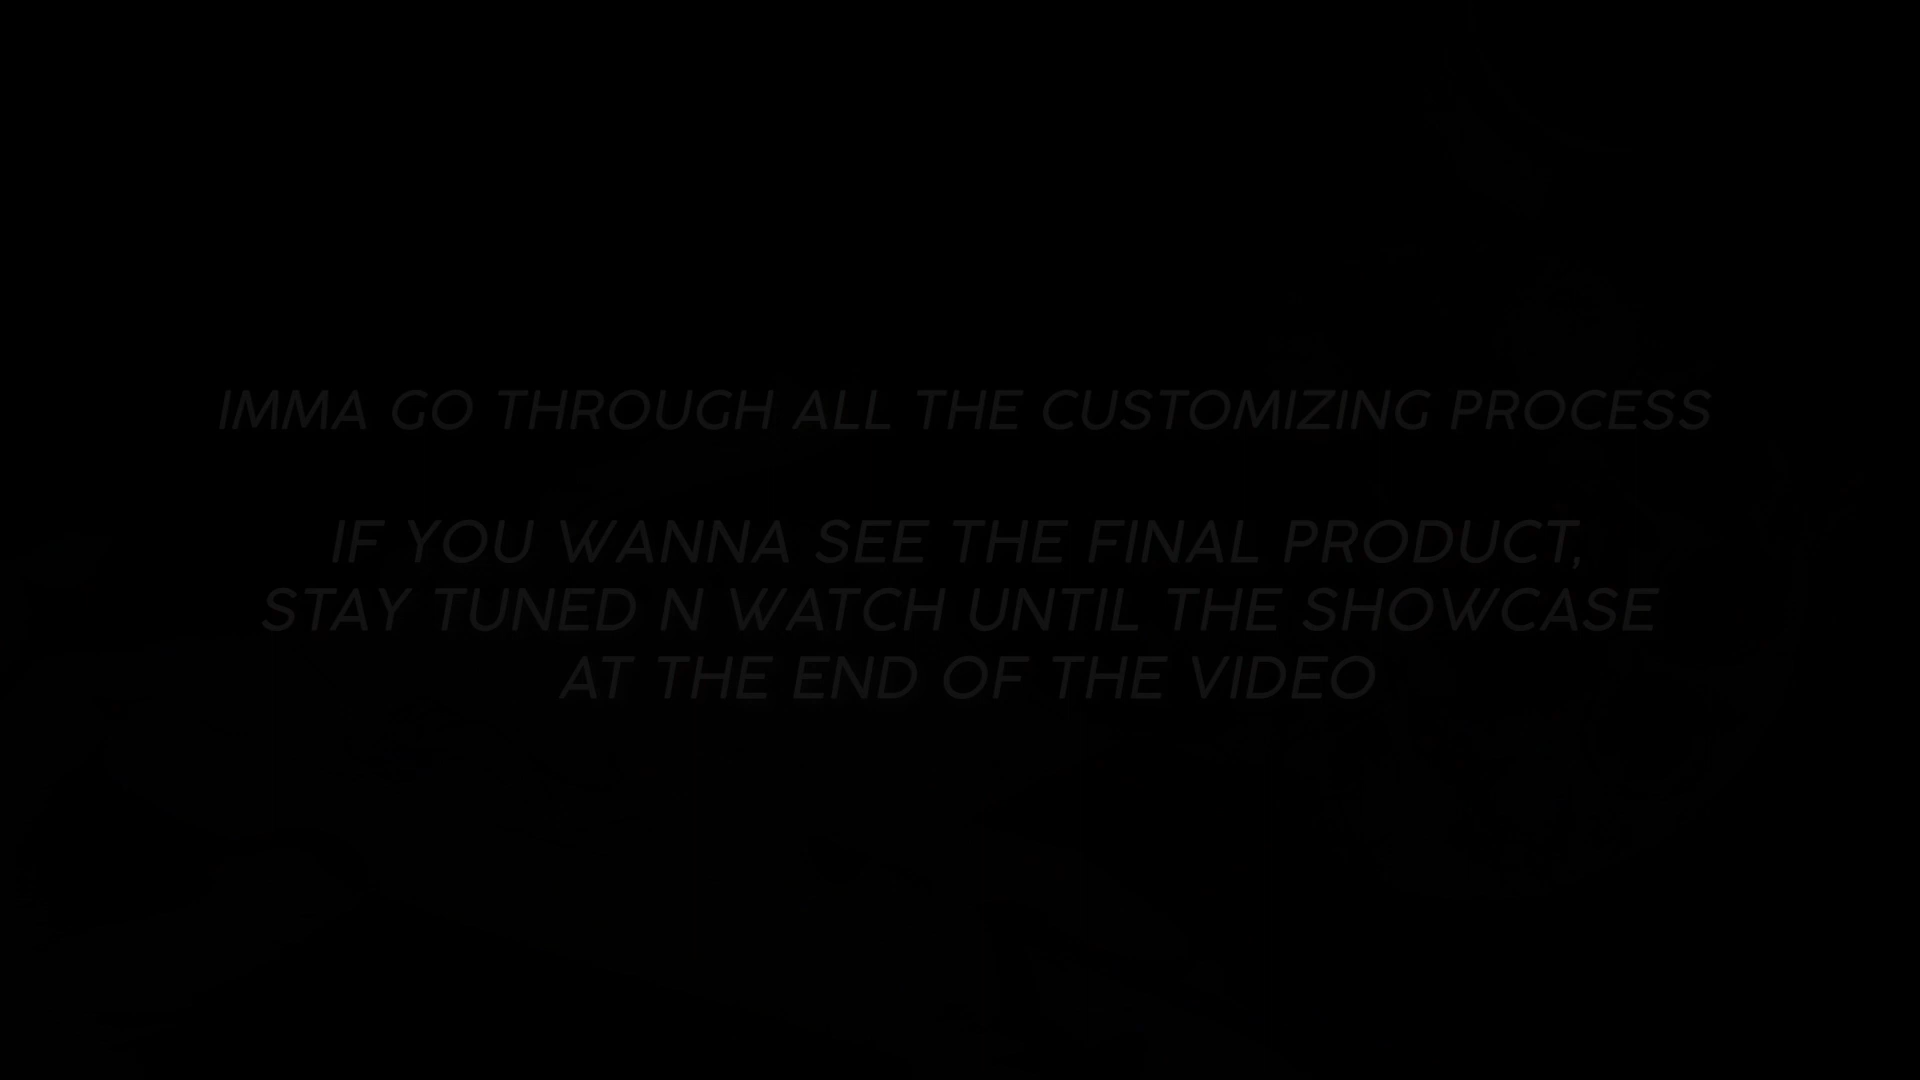 IMMA GO THROUGH ALL THE CUSTOMIZING PROCESS
IF YOU WANNA SEE THE FINAL PRODUCT,
STAY TUNED N WATCH UNTIL THE SHOWCASE
AT THE END OF THE VIDEO